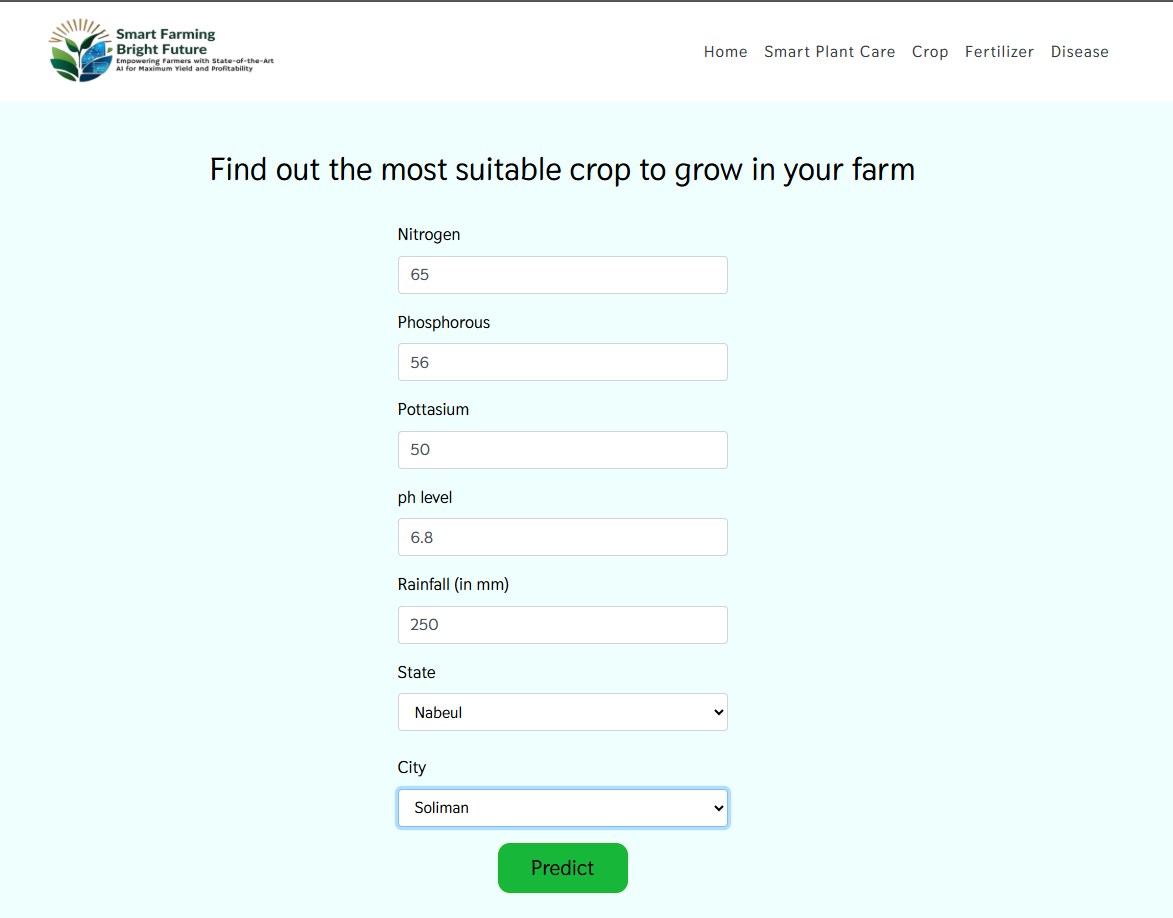 Smart Farming
Bright Future
Empowering Farmers with State-of-the-Art
AI for Maximum Yield and Profitability
Home Smart Plant Care Crop Fertilizer Disease
Find out the most suitable crop to grow in your farm
Nitrogen
65
Phosphorous
56
Pottasium
50
ph level
6.8
Rainfall (in mm)
250
State
Nabeul
City
Soliman
Predict